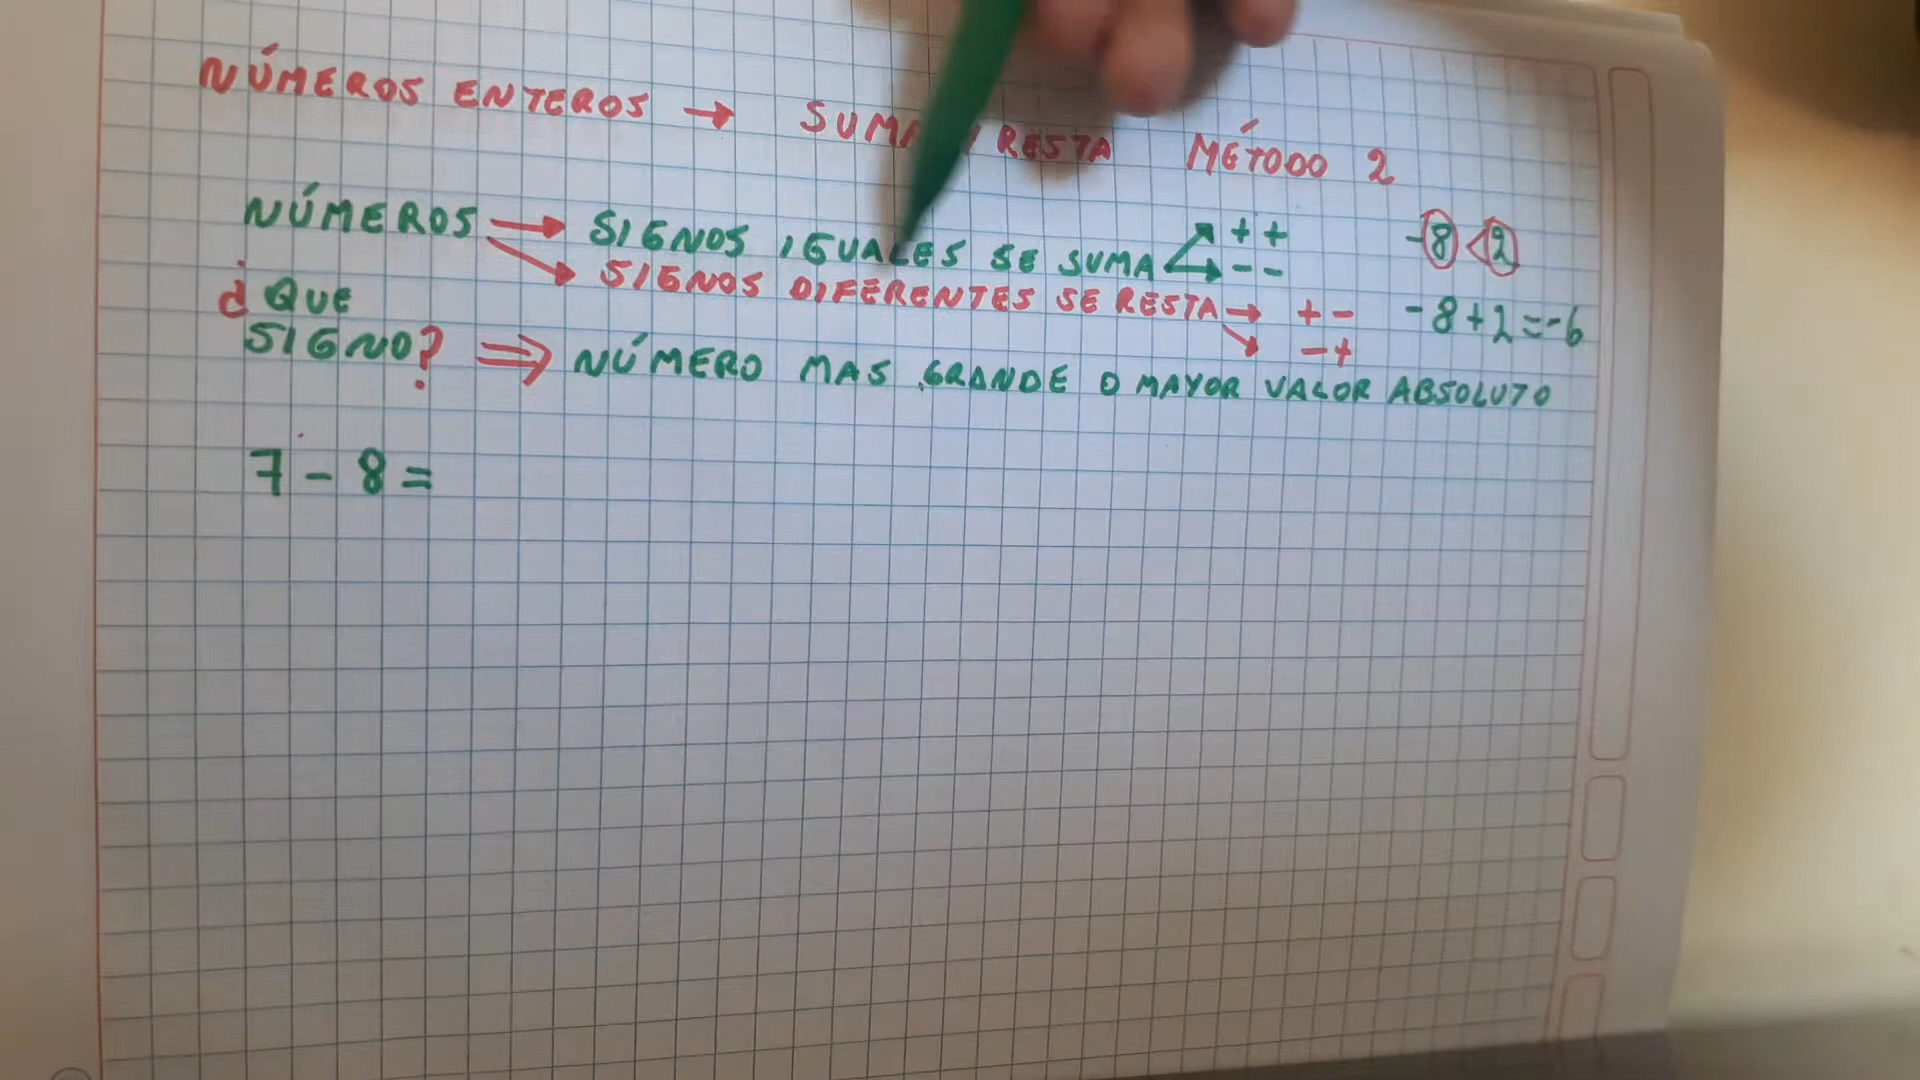 NÚMEROS ENTEROS → SUMA RESTA MÉTODO 2
NÚMEROS → SIGNOS IGUALES SE SUMA ++
-- -8 < 2
→ SIGNOS DIFERENTES SE RESTA → +-
-+ -8+2=-6
¿QUE
SIGNO? ⇒ NÚMERO MAS GRANDE O MAYOR VALOR ABSOLUTO
7-8=